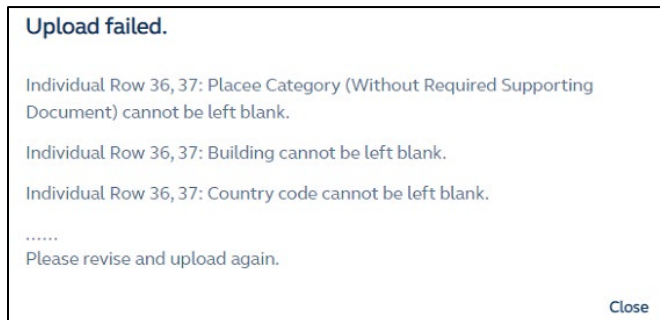 Upload failed.
Individual Row 36, 37: Placee Category (Without Required Supporting
Document) cannot be left blank.
Individual Row 36, 37: Building cannot be left blank.
Individual Row 36, 37: Country code cannot be left blank.
......
Please revise and upload again.
Close